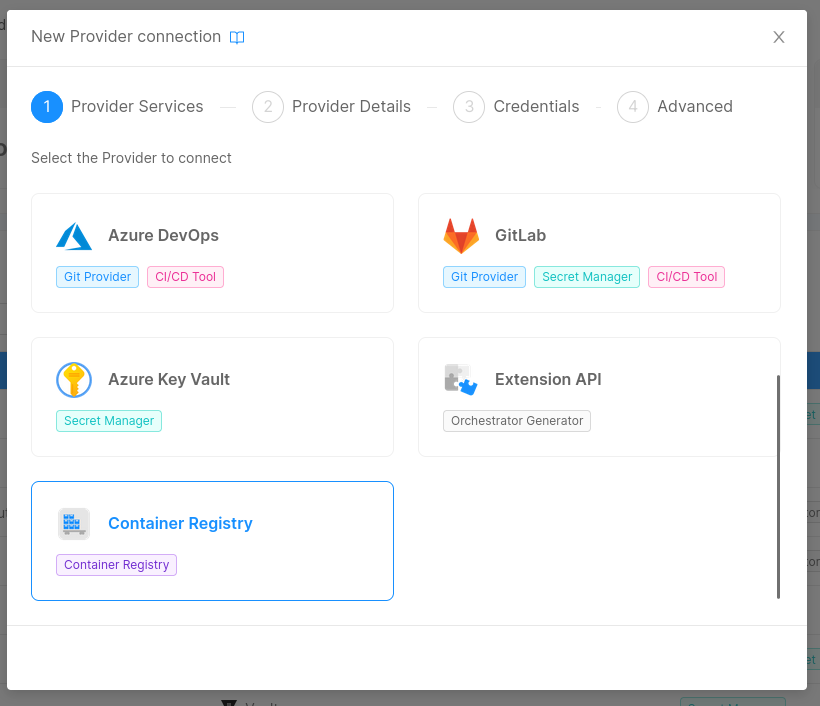 New Provider connection
1 Provider Services 2 Provider Details 3 Credentials 4 Advanced
Select the Provider to connect
Azure DevOps
Git Provider CI/CD Tool
GitLab
Git Provider Secret Manager CI/CD Tool
Azure Key Vault
Secret Manager
Extension API
Orchestrator Generator
Container Registry
Container Registry